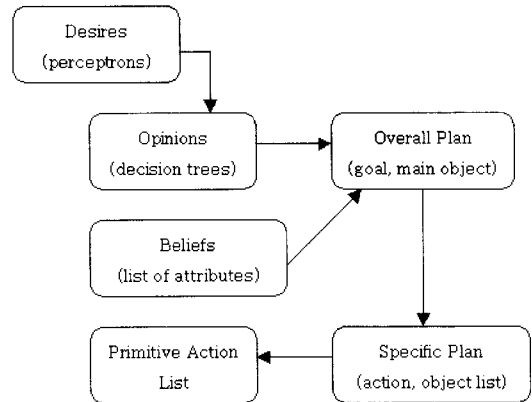 Desires
(perceptrons)
Opinions
(decision trees)
Overall Plan
(goal, main object)
Beliefs
(list of attributes)
Primitive Action
List
Specific Plan
(action, object list)